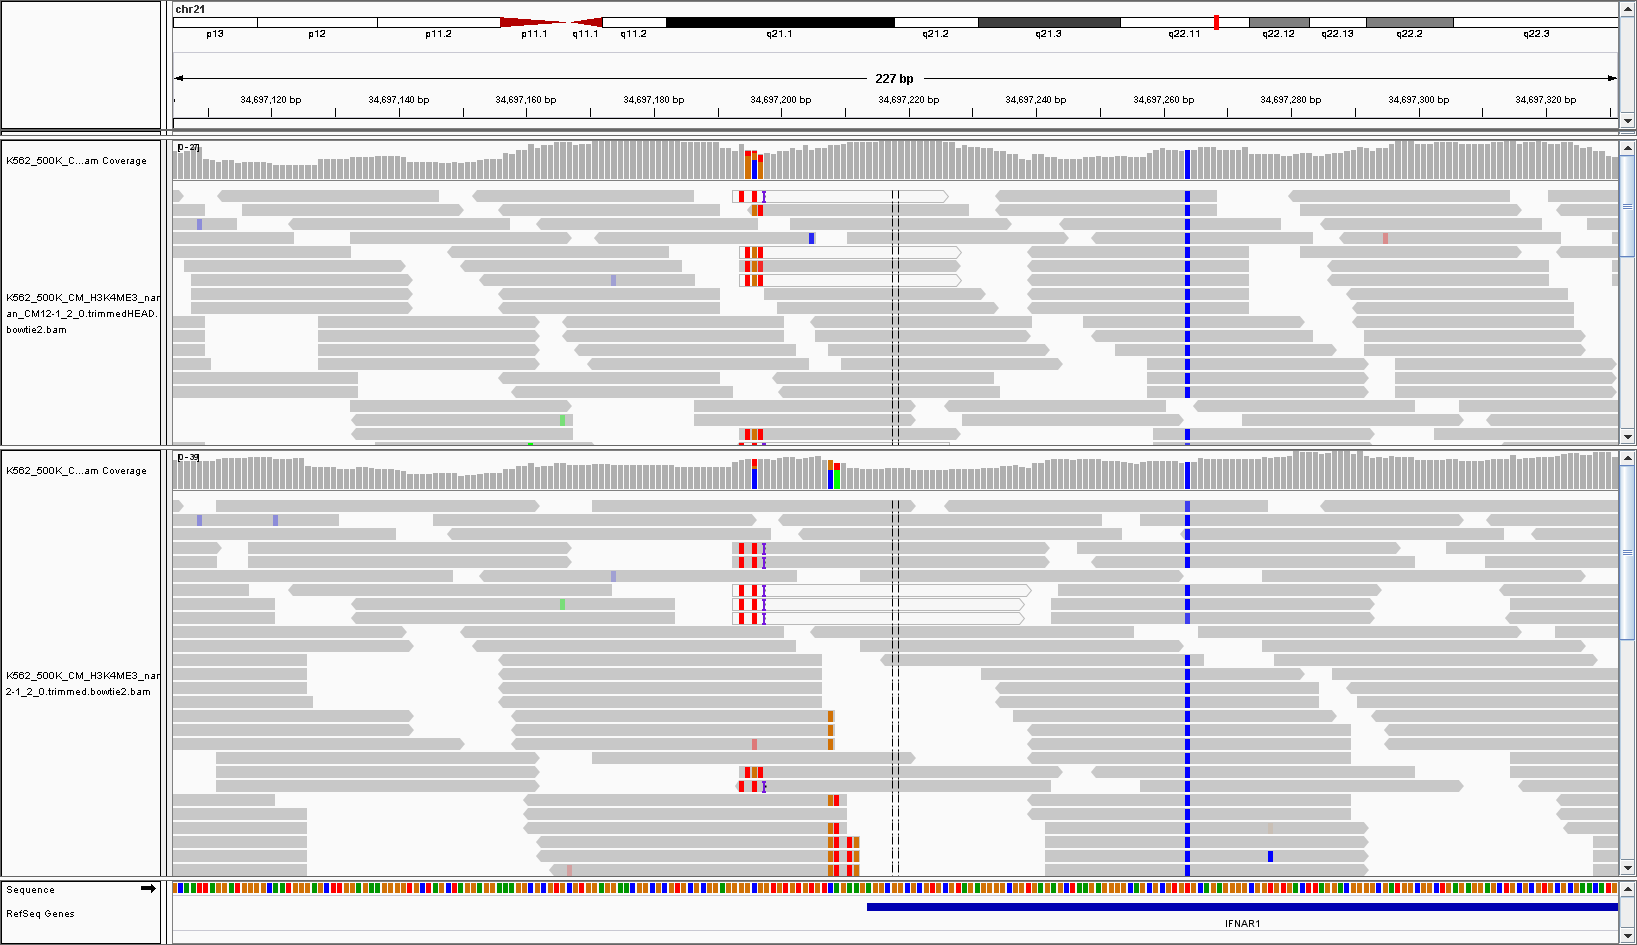 chr21
p13 p12 p11.2 p11.1 q11.1 q11.2 q21.1 q21.2 q21.3 q22.11 q22.12 q22.13 q22.2 q22.3
227 bp
34,697,120 bp 34,697,140 bp 34,697,160 bp 34,697,180 bp 34,697,200 bp 34,697,220 bp 34,697,240 bp 34,697,260 bp 34,697,280 bp 34,697,300 bp 34,697,320 bp
[0 - 27]
K562_500K_C...am Coverage
K562_500K_CM_H3K4ME3_nar
an_CM12-1_2_0.trimmedHEAD.
bowtie2.bam
[0 - 39]
K562_500K_C...am Coverage
K562_500K_CM_H3K4ME3_nar
2-1_2_0.trimmed.bowtie2.bam
Sequence
RefSeq Genes
IFNAR1